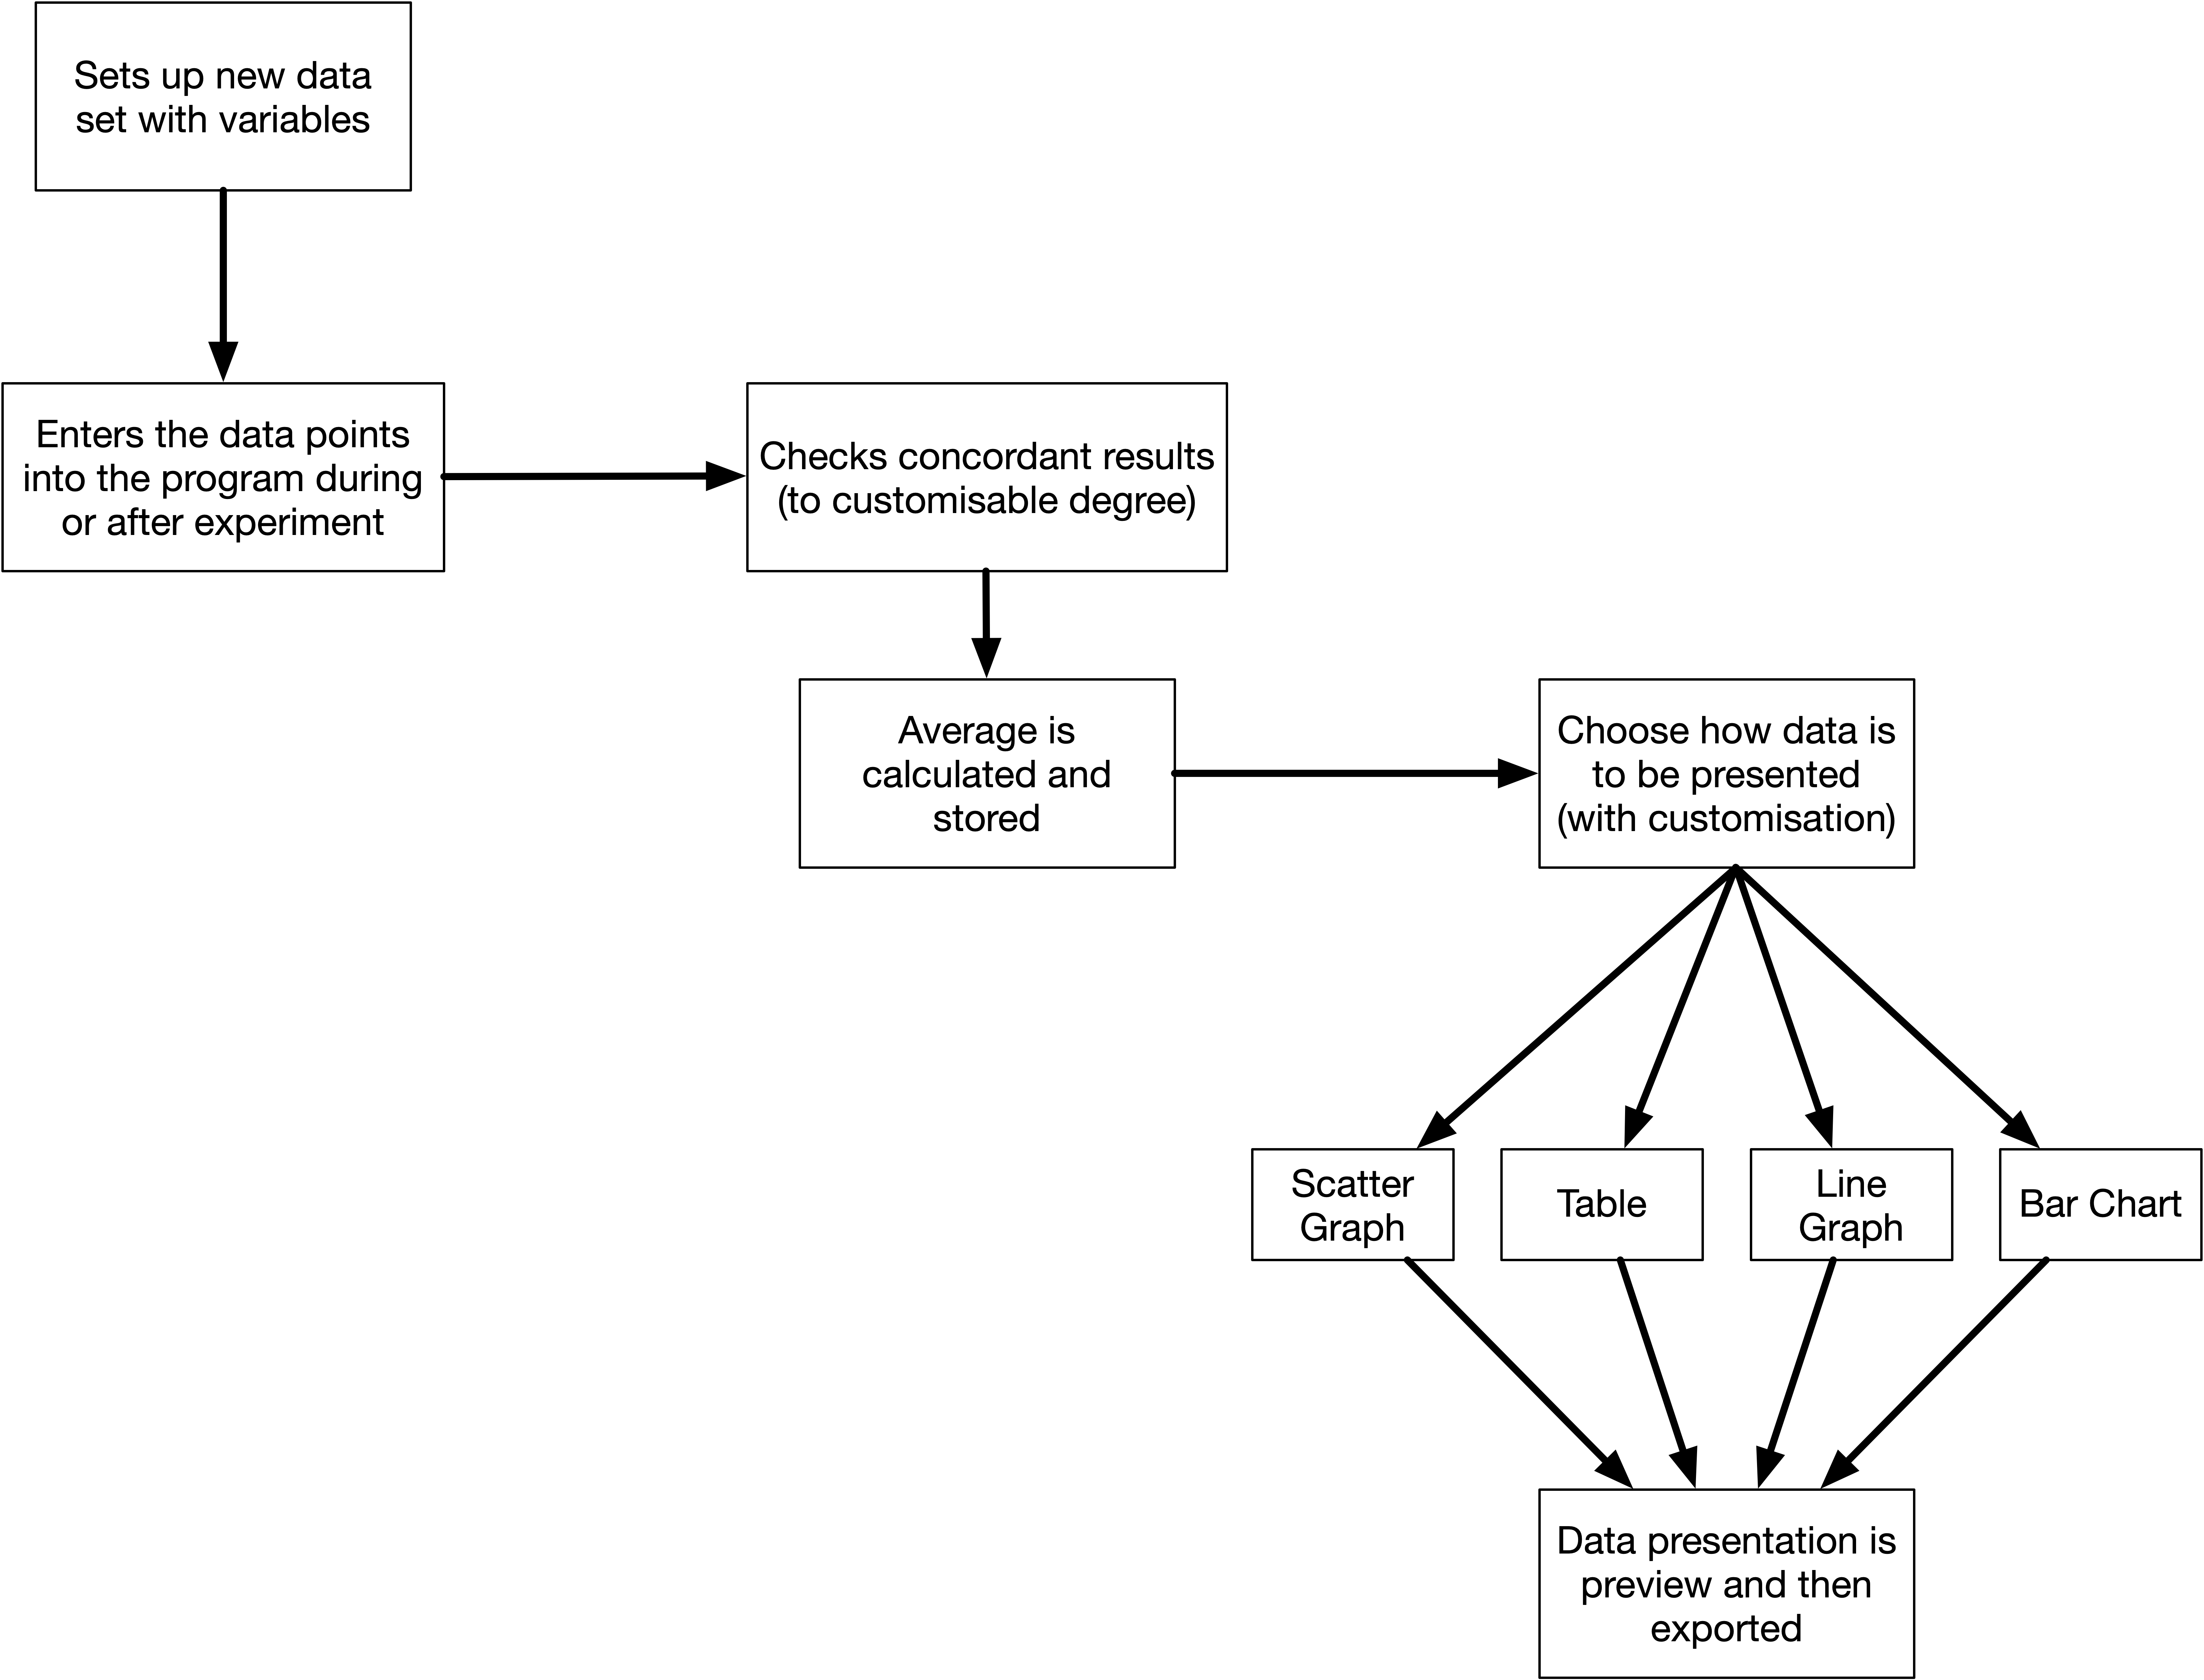 Sets up new data
set with variables
Enters the data points
into the program during
or after experiment
Checks concordant results
(to customisable degree)
Average is
calculated and
stored
Choose how data is
to be presented
(with customisation)
Scatter
Graph
Table
Line
Graph
Bar Chart
Data presentation is
preview and then
exported